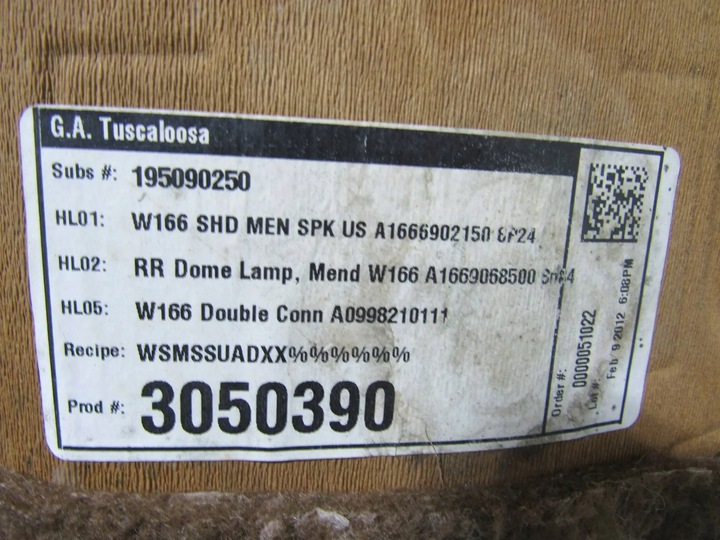 G.A. Tuscaloosa
Subs #: 195090250
HL01: W166 SHD MEN SPK US A1666902150
HL02: RR Dome Lamp, Mend W166 A1669068500
HL05: W166 Double Conn A0998210111
Recipe: WSMSSUADXX%%%%%%
Prod #: 3050390
Order #:
0000051022
Lot #:
Feb 9 2012 6:08PM